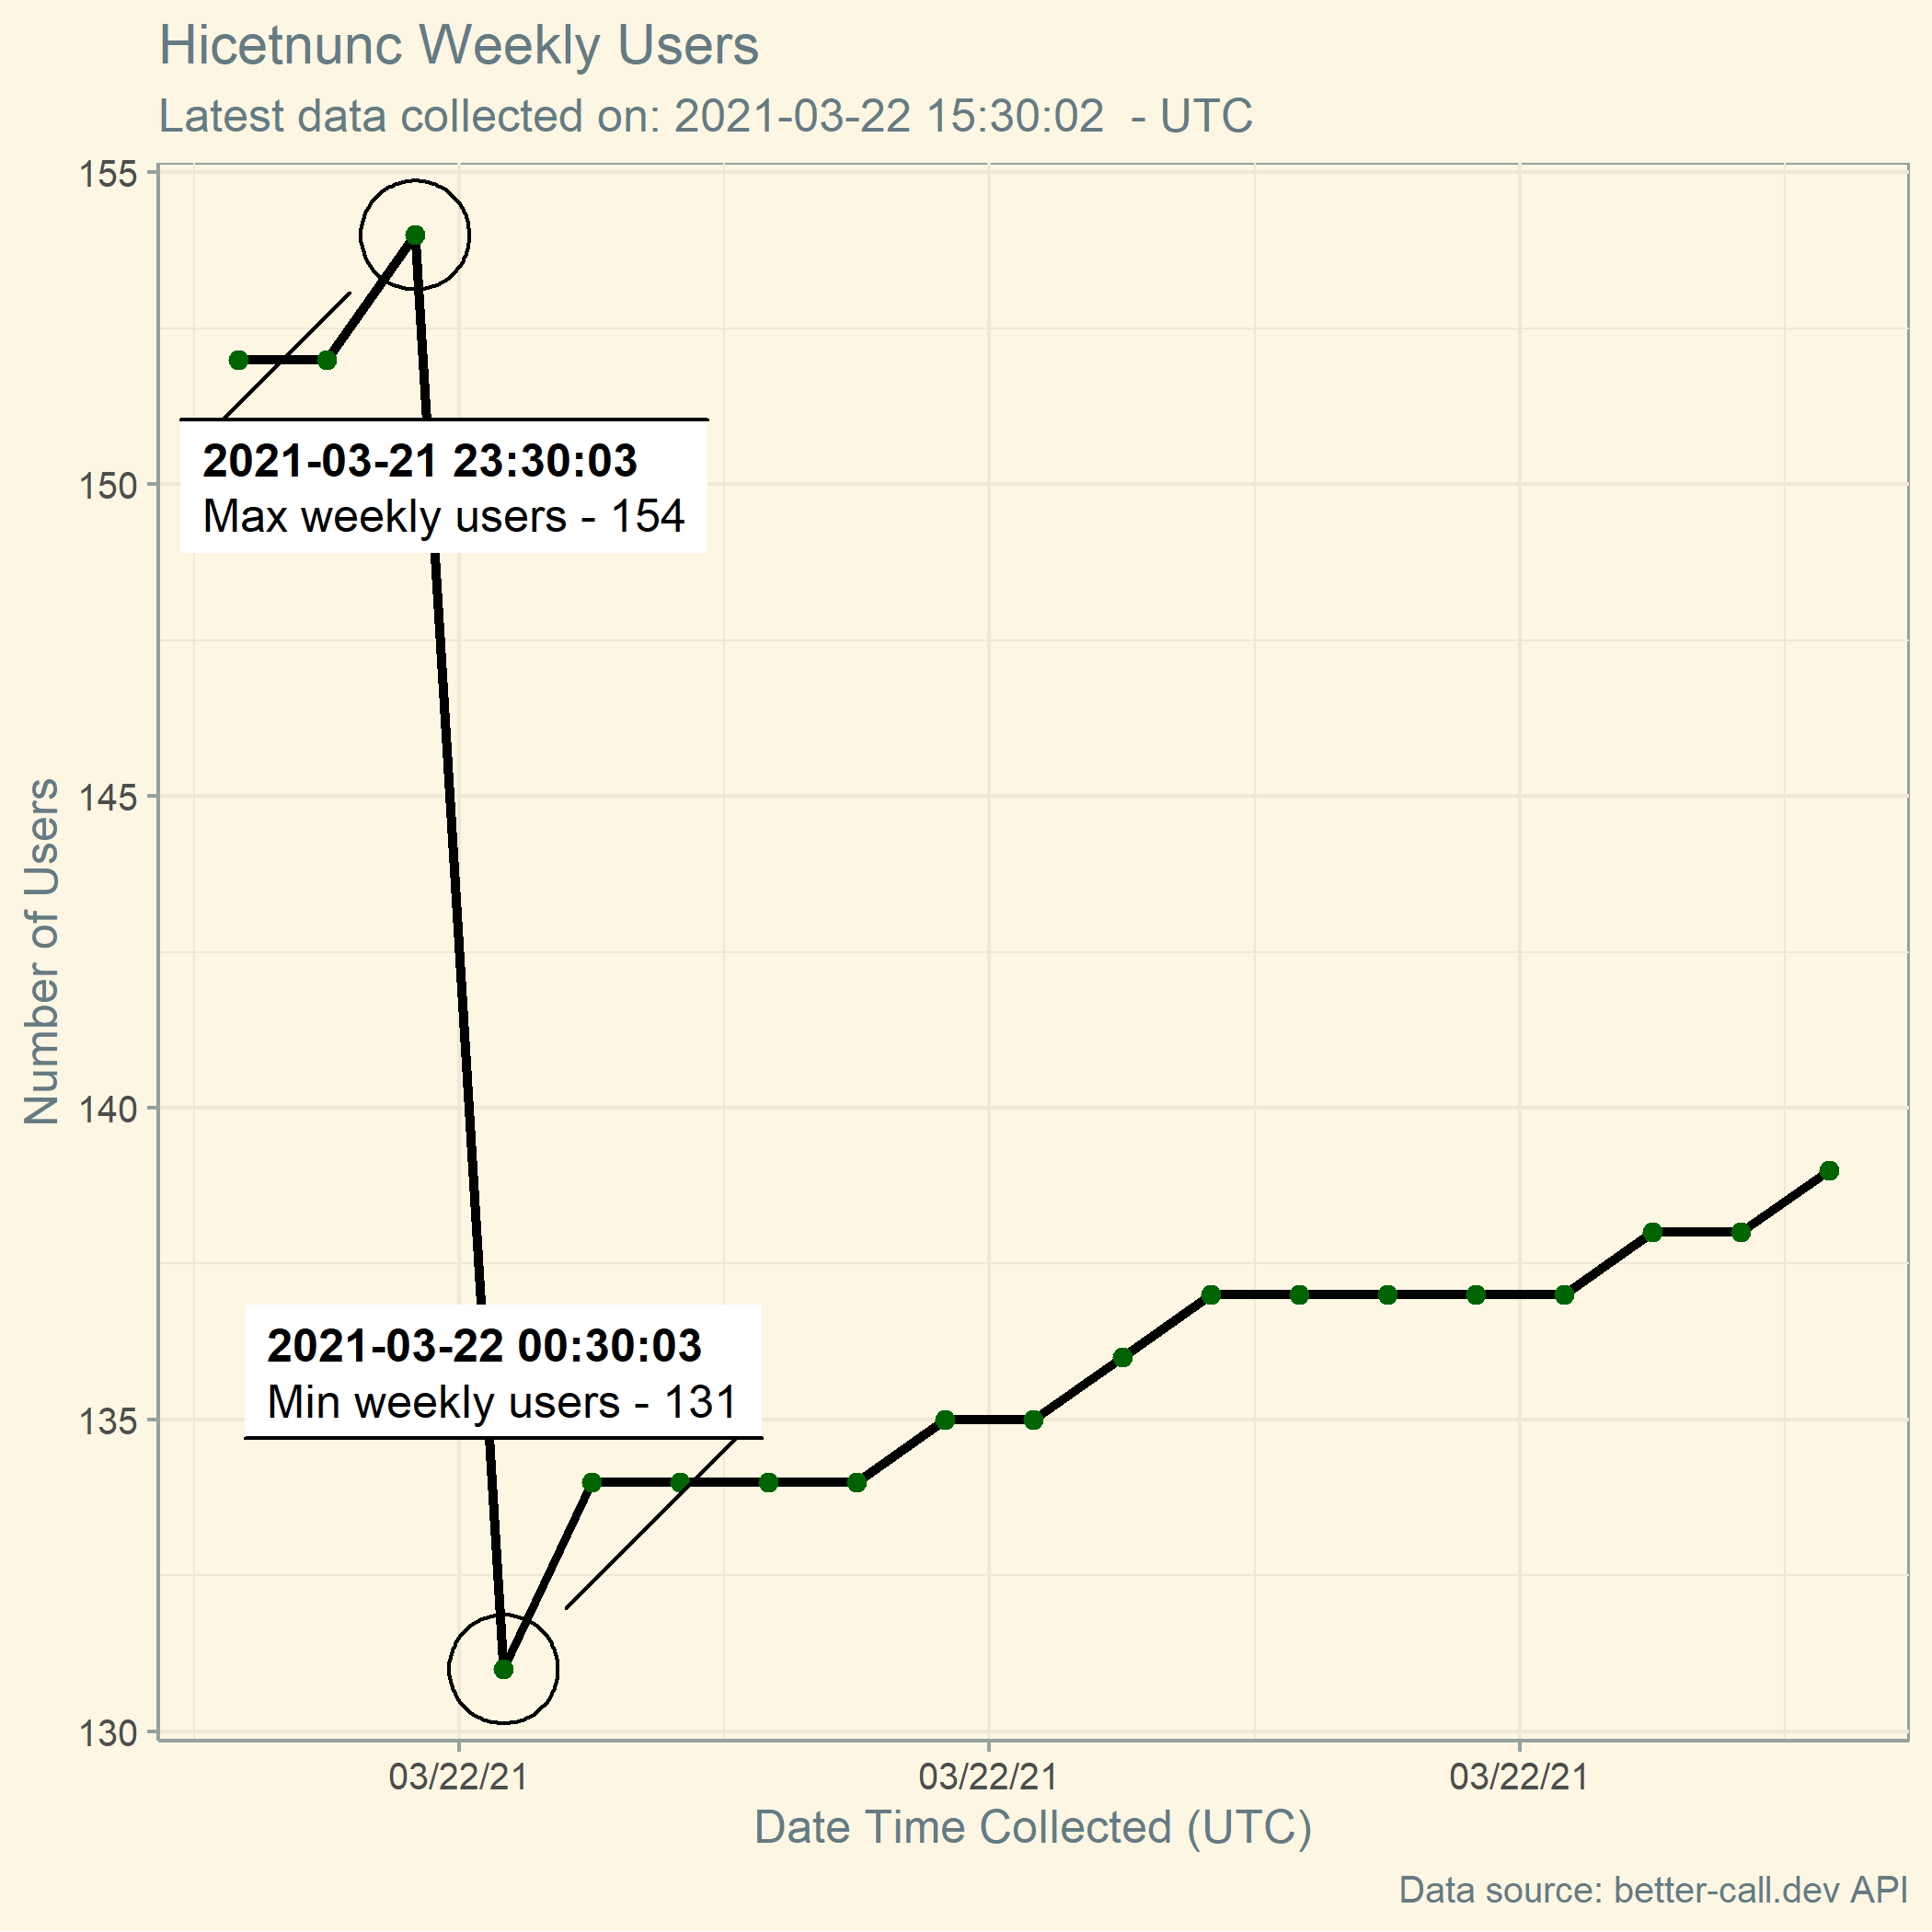 Hicetnunc Weekly Users
Latest data collected on: 2021-03-22 15:30:02  - UTC
155
150
145
140
135
130
Number of Users
2021-03-21 23:30:03
Max weekly users - 154
2021-03-22 00:30:03
Min weekly users - 131
03/22/21 03/22/21 03/22/21
Date Time Collected (UTC)
Data source: better-call.dev API